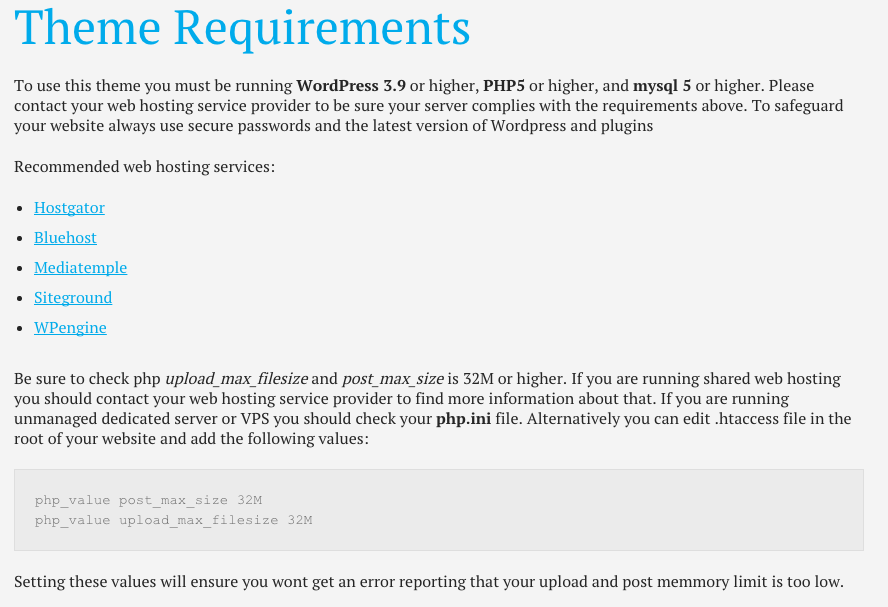 Theme Requirements
To use this theme you must be running WordPress 3.9 or higher, PHP5 or higher, and mysql 5 or higher. Please
contact your web hosting service provider to be sure your server complies with the requirements above. To safeguard
your website always use secure passwords and the latest version of Wordpress and plugins
Recommended web hosting services:
Hostgator
Bluehost
Mediatemple
Siteground
WPengine
Be sure to check php upload_max_filesize and post_max_size is 32M or higher. If you are running shared web hosting
you should contact your web hosting service provider to find more information about that. If you are running
unmanaged dedicated server or VPS you should check your php.ini file. Alternatively you can edit .htaccess file in the
root of your website and add the following values:
php_value post_max_size 32M
php_value upload_max_filesize 32M
Setting these values will ensure you wont get an error reporting that your upload and post memmory limit is too low.